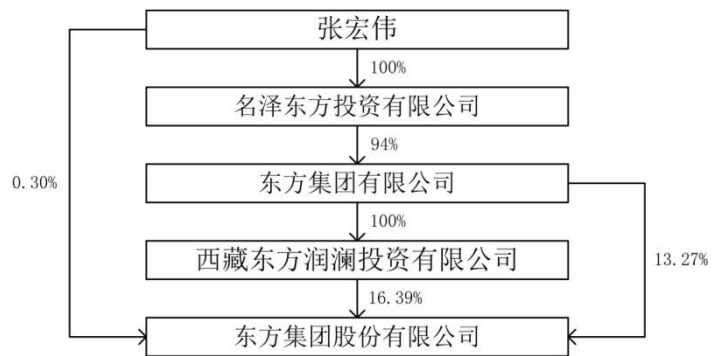 张宏伟
100%
名泽东方投资有限公司
94%
0.30%
东方集团有限公司
100%
西藏东方润澜投资有限公司
13.27%
16.39%
东方集团股份有限公司